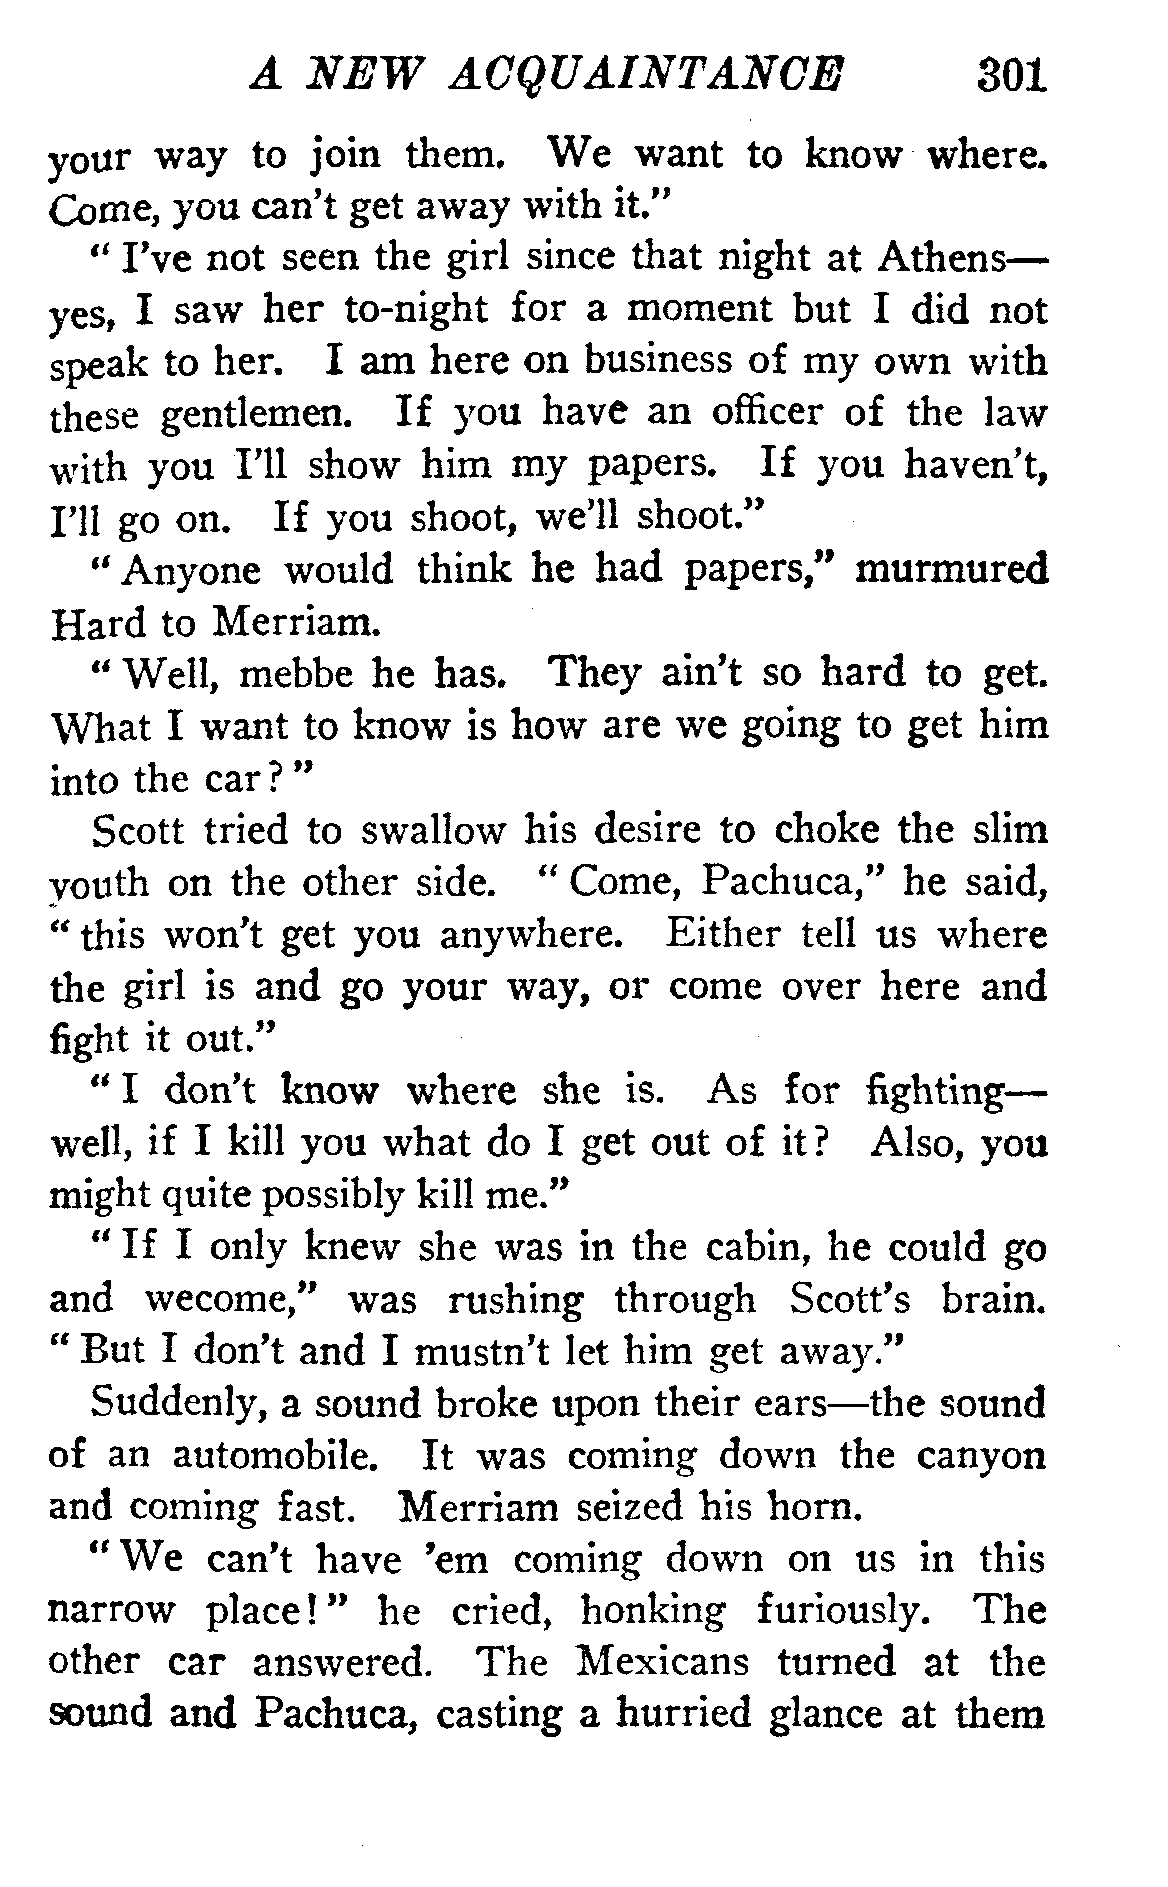 A NEW ACQUAINTANCE 301
your way to join them. We want to know where.
Come, you can't get away with it."
"I've not seen the girl since that night at Athens—
yes, I saw her to-night for a moment but I did not
speak to her. I am here on business of my own with
these gentlemen. If you have an officer of the law
with you I'll show him my papers. If you haven't,
I'll go on. If you shoot, we'll shoot."
"Anyone would think he had papers," murmured
Hard to Merriam.
"Well, mebbe he has. They ain't so hard to get.
What I want to know is how are we going to get him
into the car?"
Scott tried to swallow his desire to choke the slim
youth on the other side. "Come, Pachuca," he said,
"this won't get you anywhere. Either tell us where
the girl is and go your way, or come over here and
fight it out."
"I don't know where she is. As for fighting—
well, if I kill you what do I get out of it? Also, you
might quite possibly kill me."
"If I only knew she was in the cabin, he could go
and wecome," was rushing through Scott's brain.
"But I don't and I mustn't let him get away."
Suddenly, a sound broke upon their ears—the sound
of an automobile. It was coming down the canyon
and coming fast. Merriam seized his horn.
"We can't have 'em coming down on us in this
narrow place!" he cried, honking furiously. The
other car answered. The Mexicans turned at the
sound and Pachuca, casting a hurried glance at them